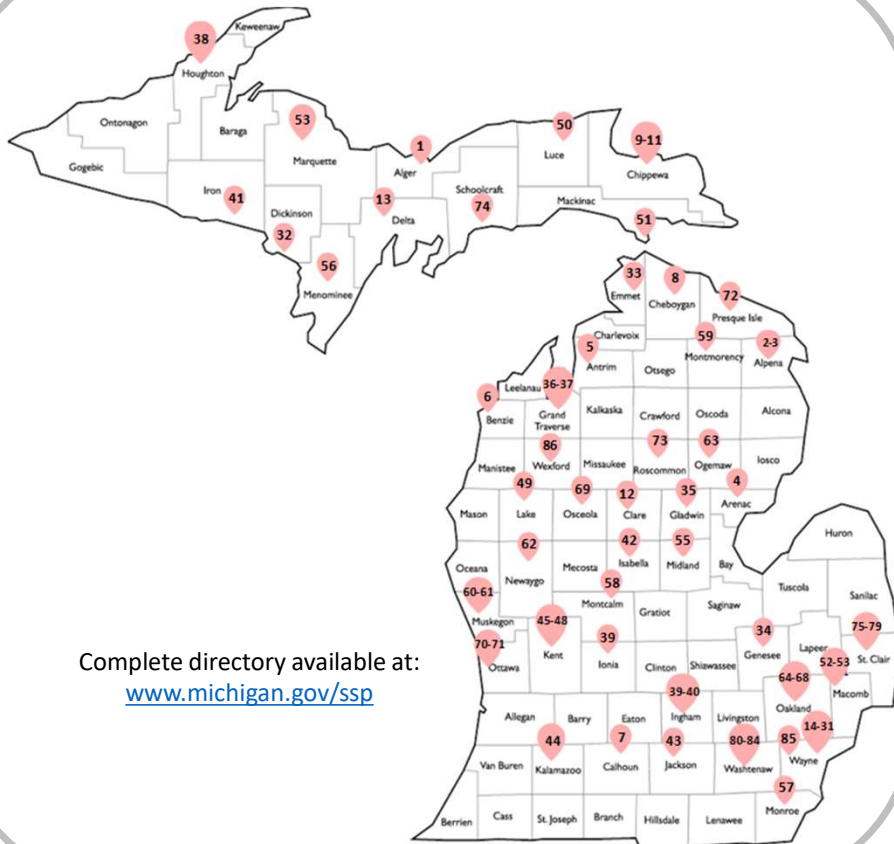 Keweenaw
38
Houghton
Ontonagon
Baraga
53
Marquette
1
Alger
50
Luce
9-11
Chippewa
Gogebic
Iron
41
Dickinson
32
13
Delta
Schoolcraft
74
Mackinac
51
56
Menominee
33
Emmet
8
Cheboygan
72
Presque Isle
Charlevoix
5
Antrim
Otsego
59
Montmorency
2-3
Alpena
6
Benzie
Leelanau
36-37
Grand
Traverse
Kalkaska
Crawford
Oscoda
Alcona
86
Manistee
Wexford
Missaukee
73
Roscommon
63
Ogemaw
Iosco
49
Mason
Lake
69
Osceola
12
Clare
35
Gladwin
4
Arenac
Huron
62
Oceana
Newaygo
Mecosta
42
Isabella
55
Midland
Bay
Tuscola
Sanilac
60-61
Muskegon
58
Montcalm
Gratiot
Saginaw
45-48
Kent
70-71
Ottawa
39
Ionia
Clinton
Shiawassee
34
Genesee
Lapeer
52-53
75-79
St. Clair
Macomb
64-68
Oakland
Complete directory available at:
www.michigan.gov/ssp
Allegan
Barry
Eaton
39-40
Ingham
Livingston
14-31
Van Buren
44
Kalamazoo
7
Calhoun
43
Jackson
80-84
Washtenaw
85
Wayne
57
Monroe
Berrien
Cass
St. Joseph
Branch
Hillsdale
Lenawee